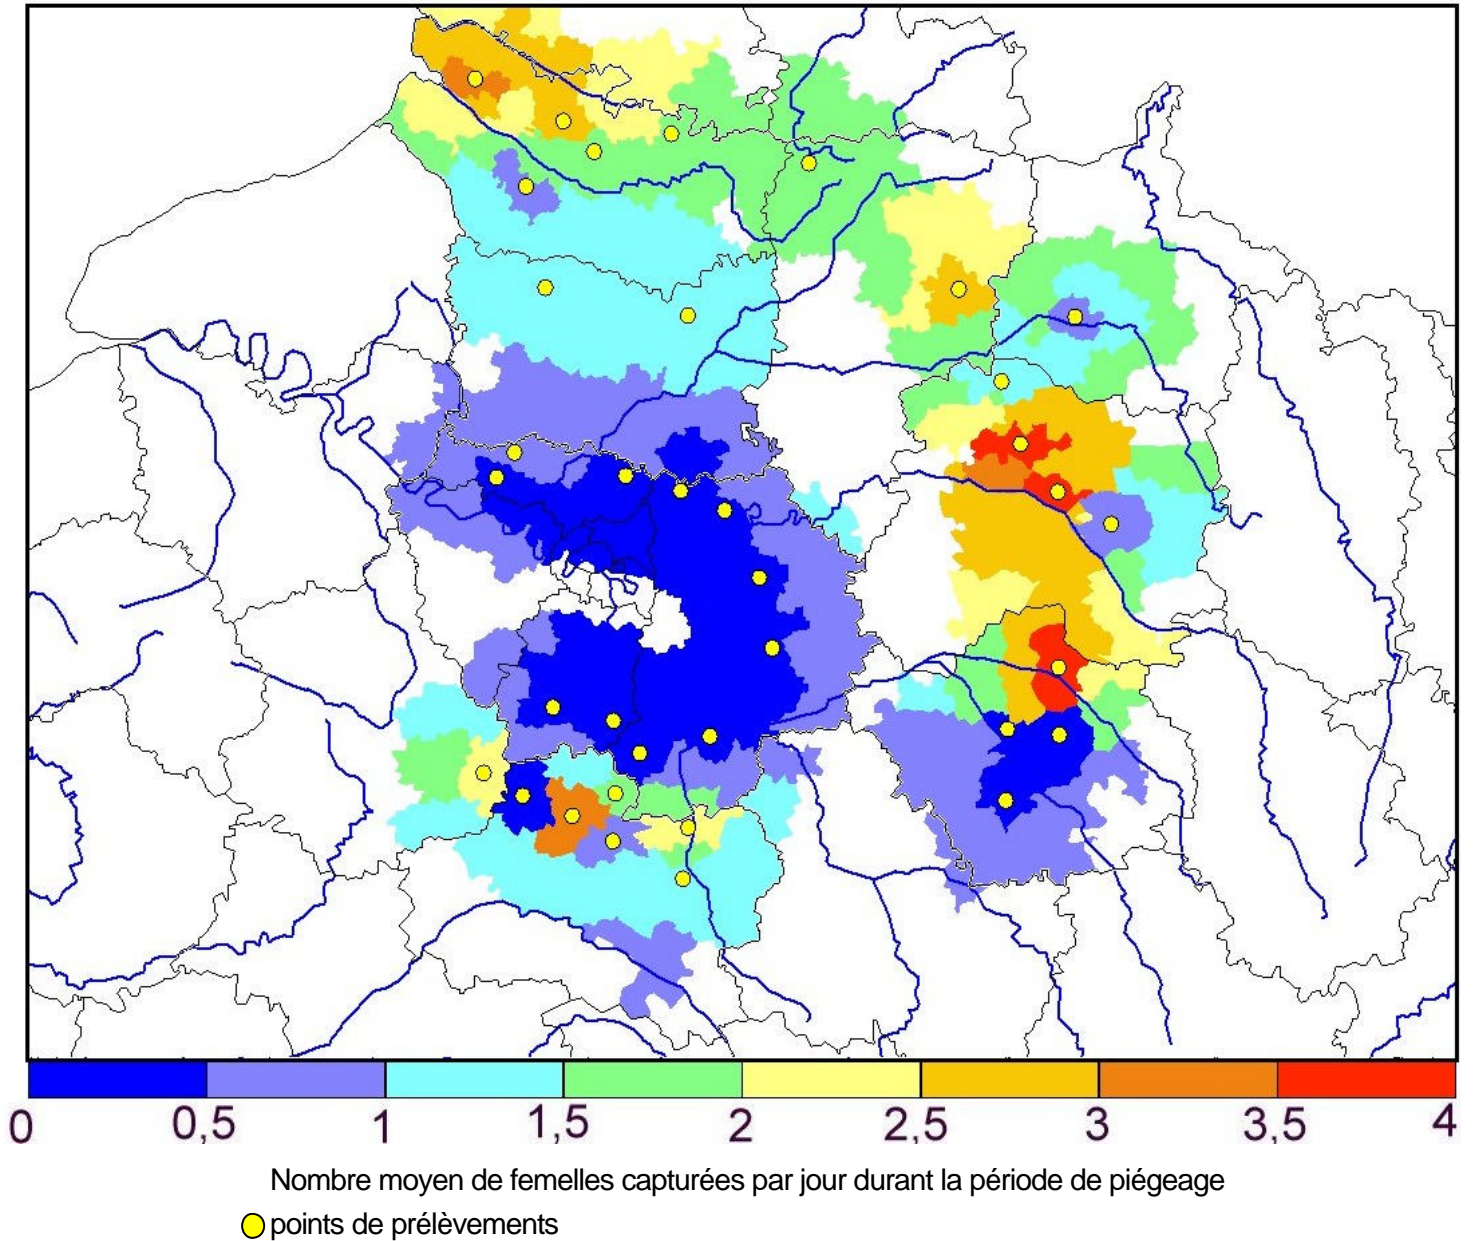 0 0,5 1 1,5 2 2,5 3 3,5 4
Nombre moyen de femelles capturées par jour durant la période de piégeage
points de prélèvements